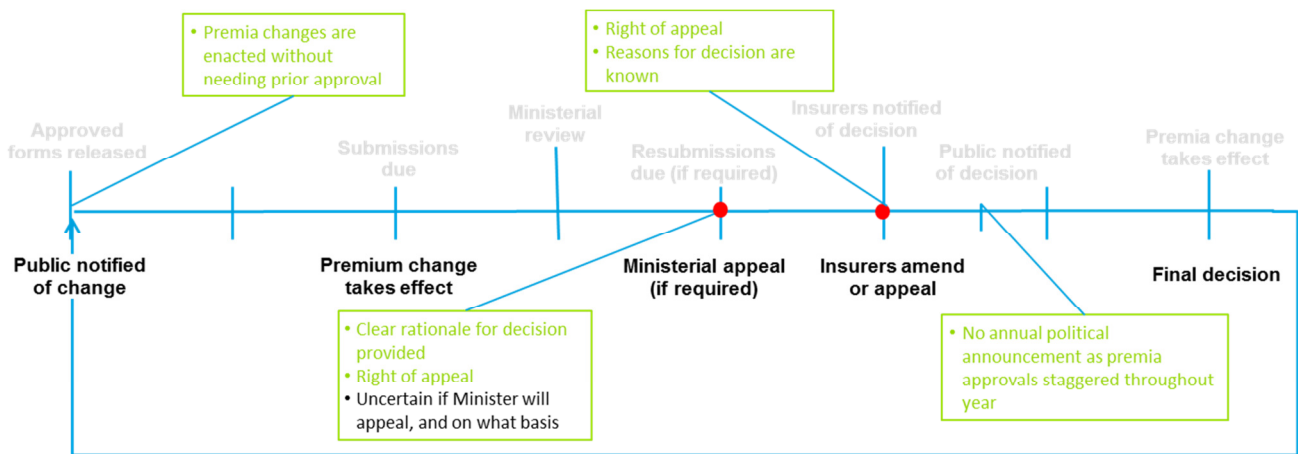 • Premia changes are
enacted without
needing prior approval
• Right of appeal
• Reasons for decision are
known
Approved
forms released
Submissions
due
Ministerial
review
Resubmissions
due (if required)
Insurers notified
of decision
Public notified
of decision
Premia change
takes effect
Public notified
of change
Premium change
takes effect
Ministerial appeal
(if required)
Insurers amend
or appeal
Final decision
• Clear rationale for decision
provided
• Right of appeal
• Uncertain if Minister will
appeal, and on what basis
• No annual political
announcement as premia
approvals staggered throughout
year